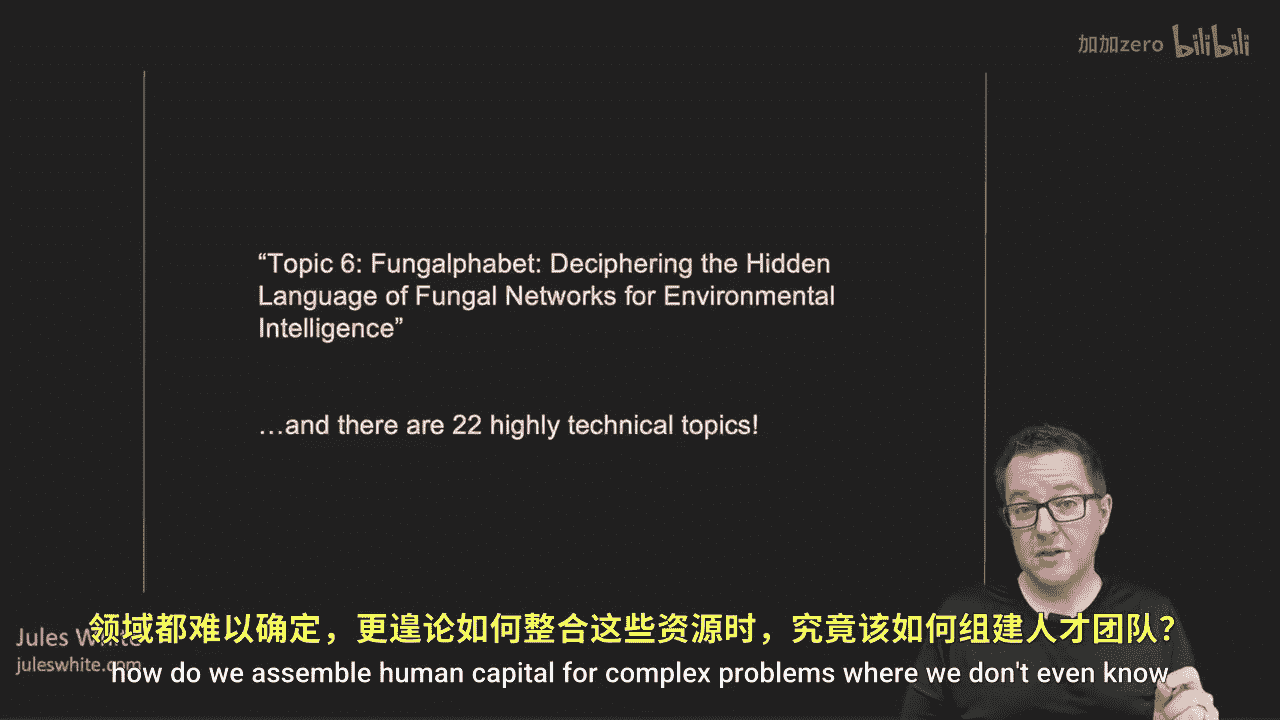 加加zero bilibili
“Topic 6: Fungalphabet: Deciphering the Hidden
Language of Fungal Networks for Environmental
Intelligence”
…and there are 22 highly technical topics!
Jules White
juleswhite.com
领域都难以确定，更遑论如何整合这些资源时，究竟该如何组建人才团队？
how do we assemble human capital for complex problems where we don't even know